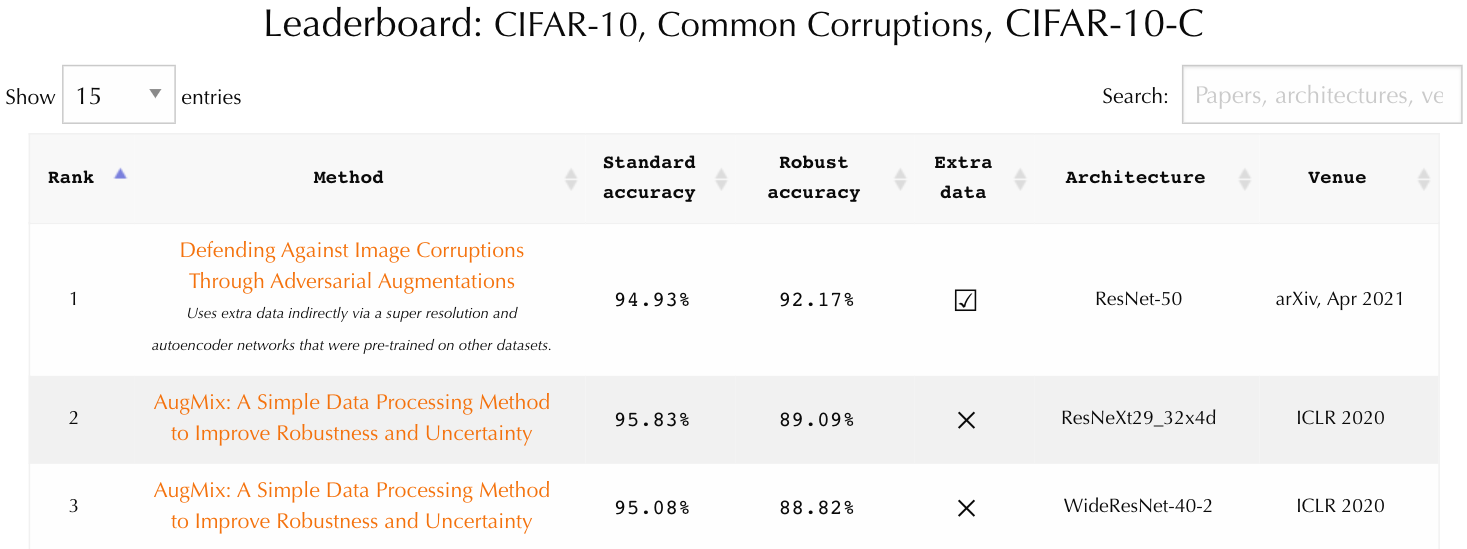 Leaderboard: CIFAR-10, Common Corruptions, CIFAR-10-C
Show 15 entries Search: Papers, architectures, ve
Rank Method Standard accuracy Robust accuracy Extra data Architecture Venue
Defending Against Image Corruptions
Through Adversarial Augmentations
1 94.93% 92.17% ☑ ResNet-50 arXiv, Apr 2021
Uses extra data indirectly via a super resolution and
autoencoder networks that were pre-trained on other datasets.
AugMix: A Simple Data Processing Method
2 95.83% 89.09% × ResNeXt29_32x4d ICLR 2020
to Improve Robustness and Uncertainty
AugMix: A Simple Data Processing Method
3 95.08% 88.82% × WideResNet-40-2 ICLR 2020
to Improve Robustness and Uncertainty